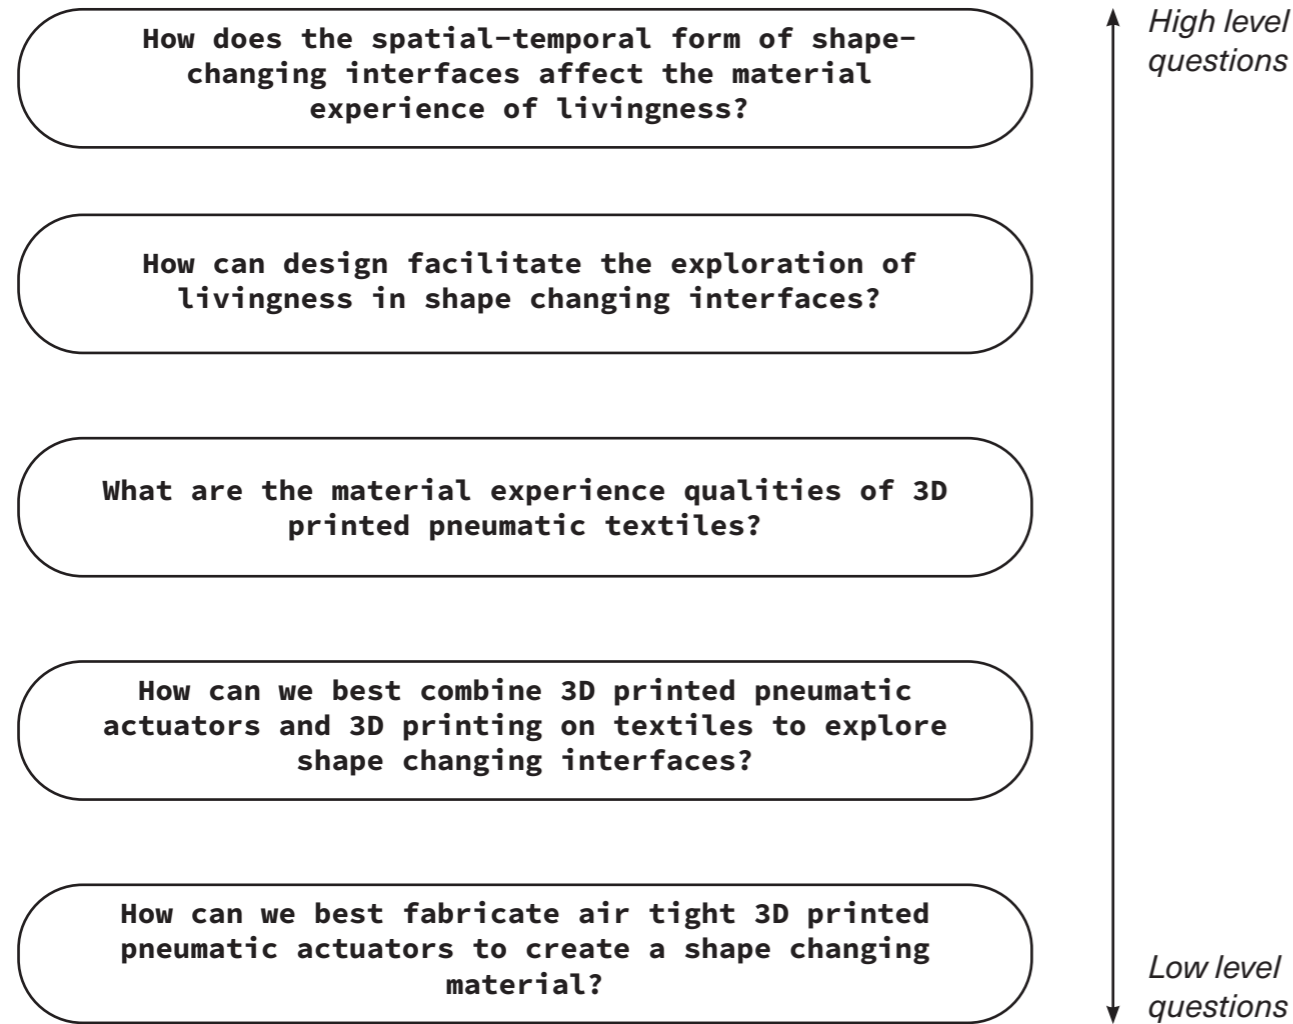 How does the spatial-temporal form of shape-
changing interfaces affect the material
experience of livingness?
High level
questions
How can design facilitate the exploration of
livingness in shape changing interfaces?
What are the material experience qualities of 3D
printed pneumatic textiles?
How can we best combine 3D printed pneumatic
actuators and 3D printing on textiles to explore
shape changing interfaces?
How can we best fabricate air tight 3D printed
pneumatic actuators to create a shape changing
material?
Low level
questions